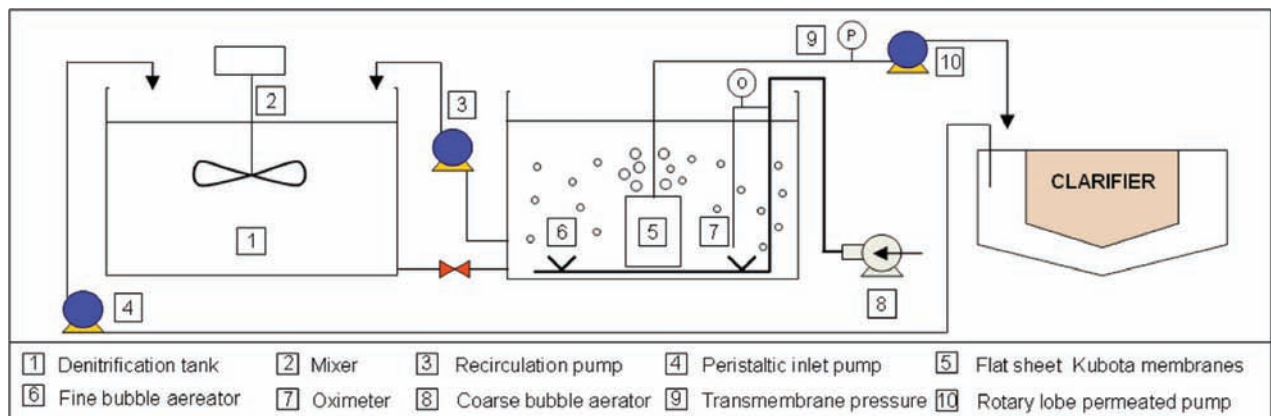 9
P
10
2
3
O
CLARIFIER
6
5
7
1
4
8
1 Denitrification tank 2 Mixer 3 Recirculation pump 4 Peristaltic inlet pump 5 Flat sheet Kubota membranes
6 Fine bubble aereator 7 Oximeter 8 Coarse bubble aerator 9 Transmembrane pressure 10 Rotary lobe permeated pump